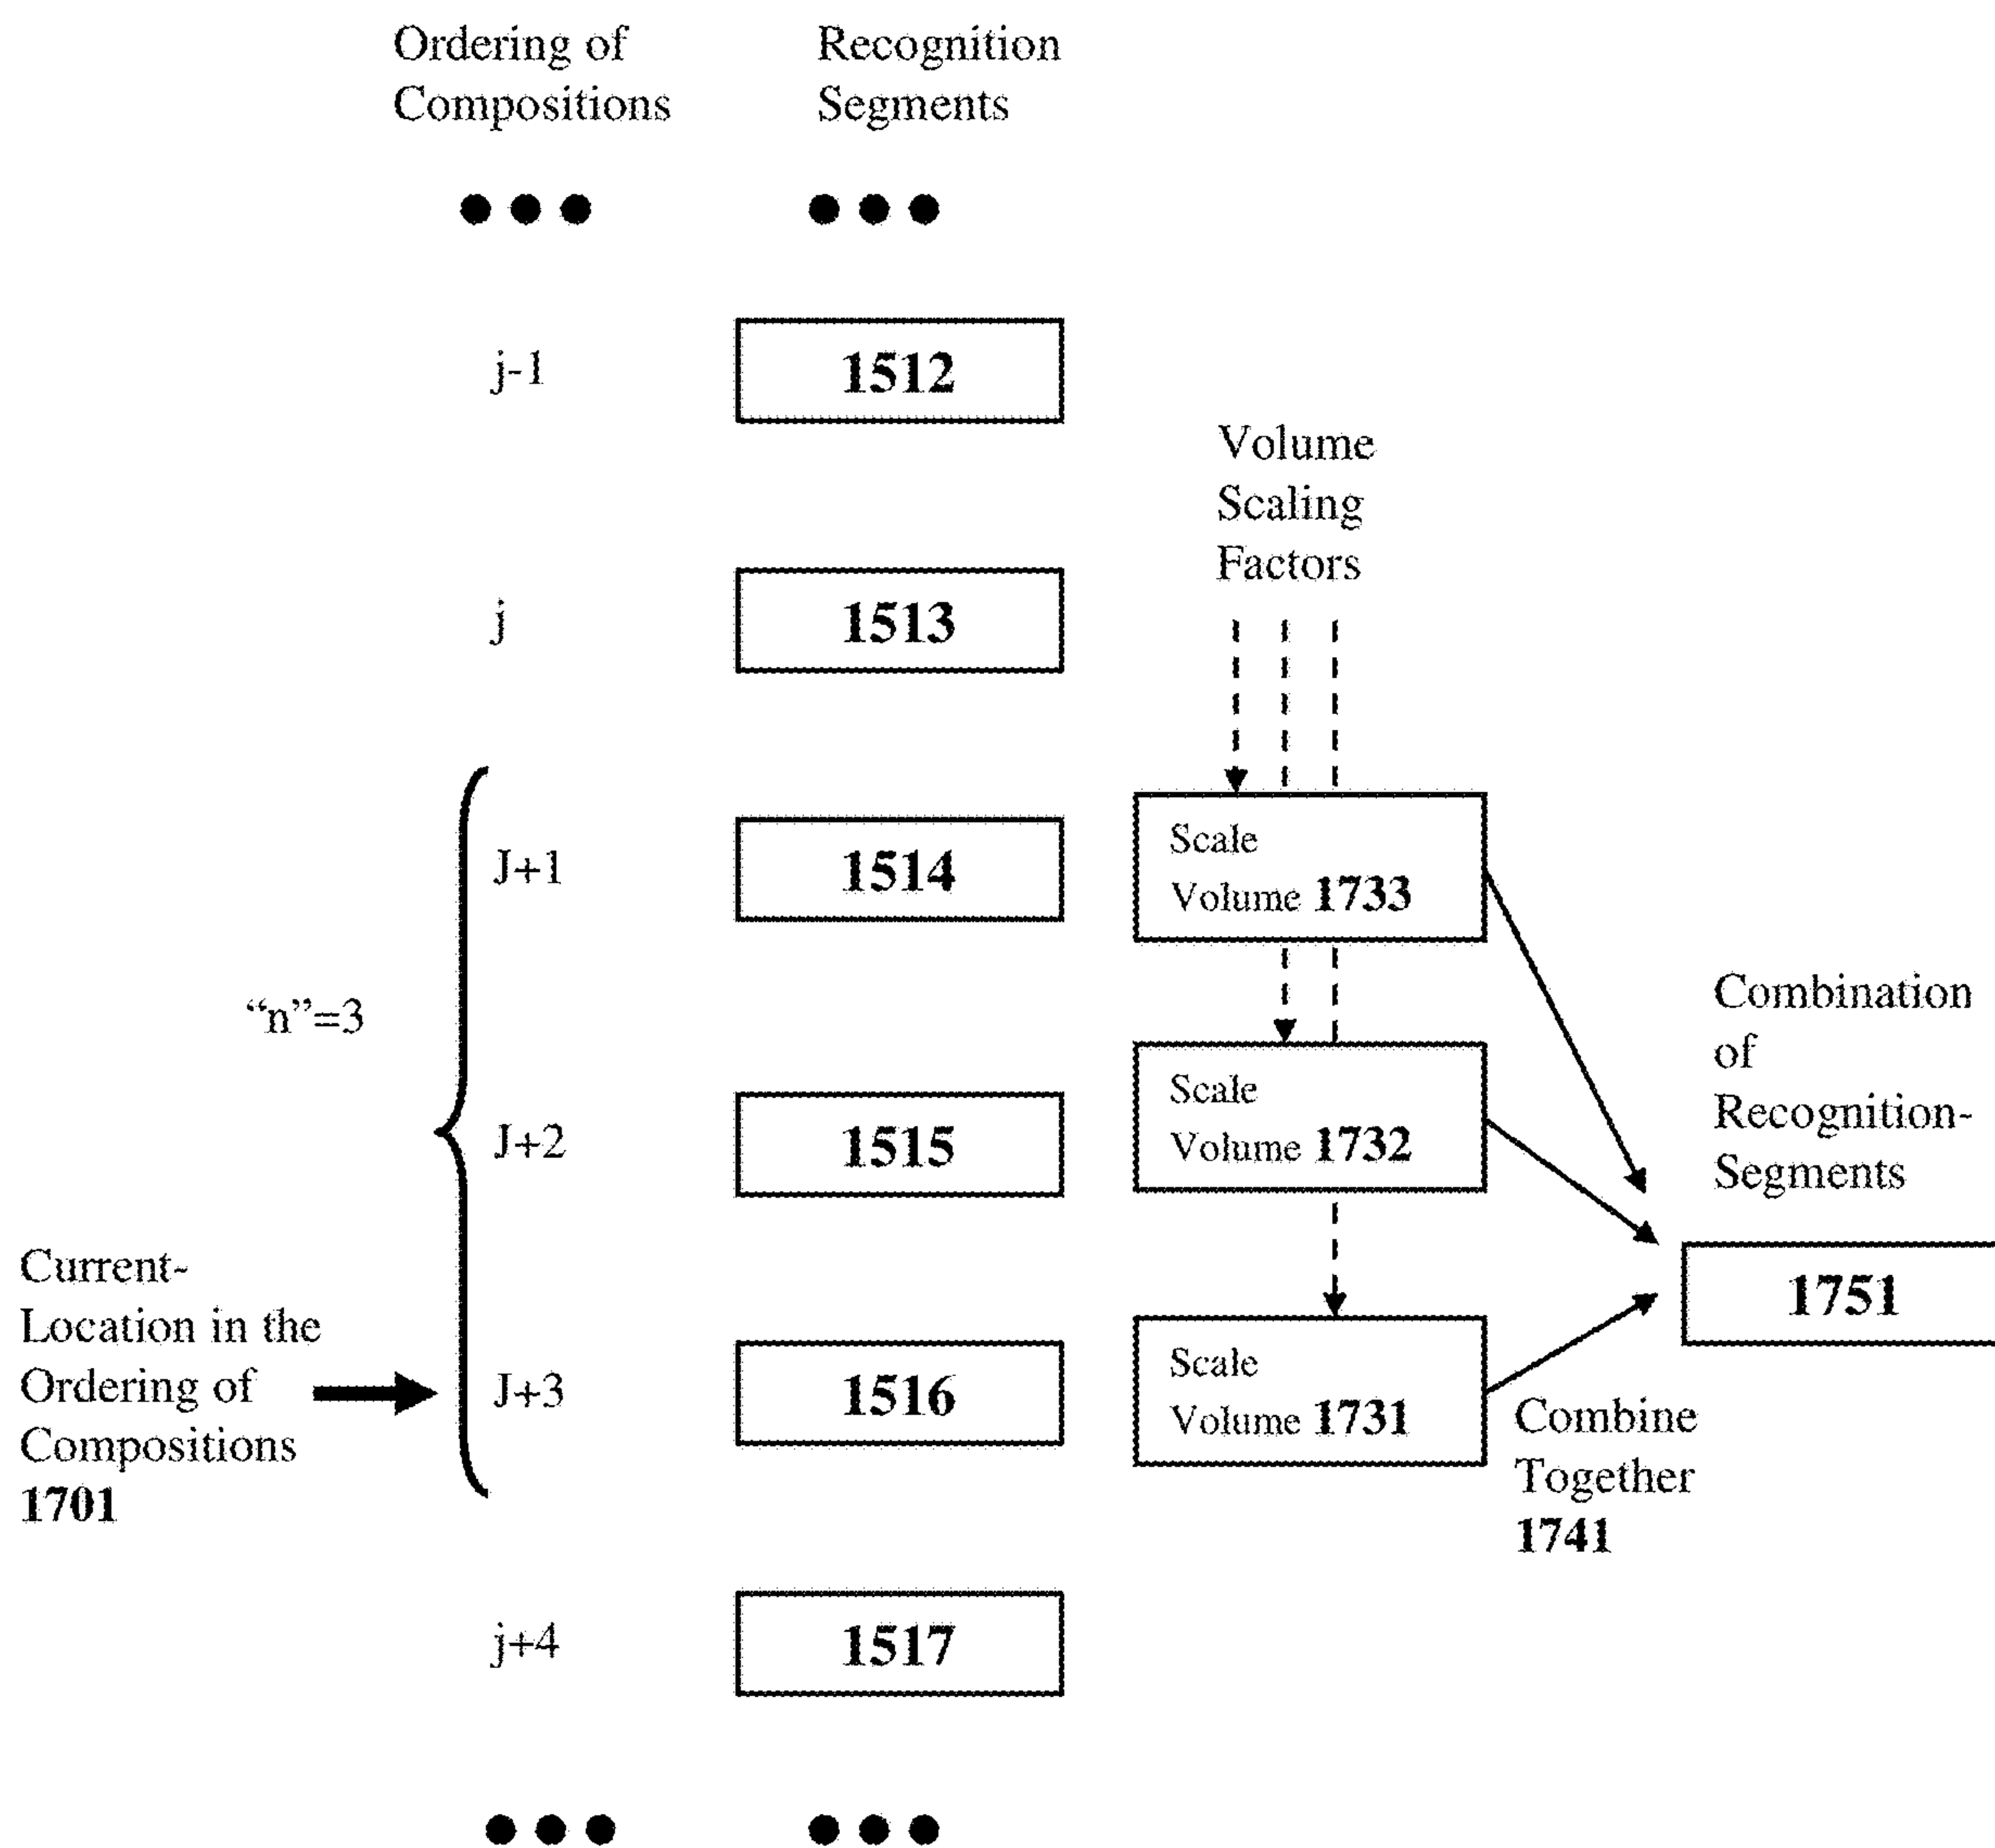 Ordering of
Compositions
Recognition
Segments
j-1
1512
j
1513
Volume
Scaling
Factors
J+1
1514
Scale
Volume 1733
“n”=3
J+2
1515
Scale
Volume 1732
Combination
of
Recognition-
Segments
1751
Current-
Location in the
Ordering of
Compositions
1701
J+3
1516
Scale
Volume 1731
Combine
Together
1741
j+4
1517